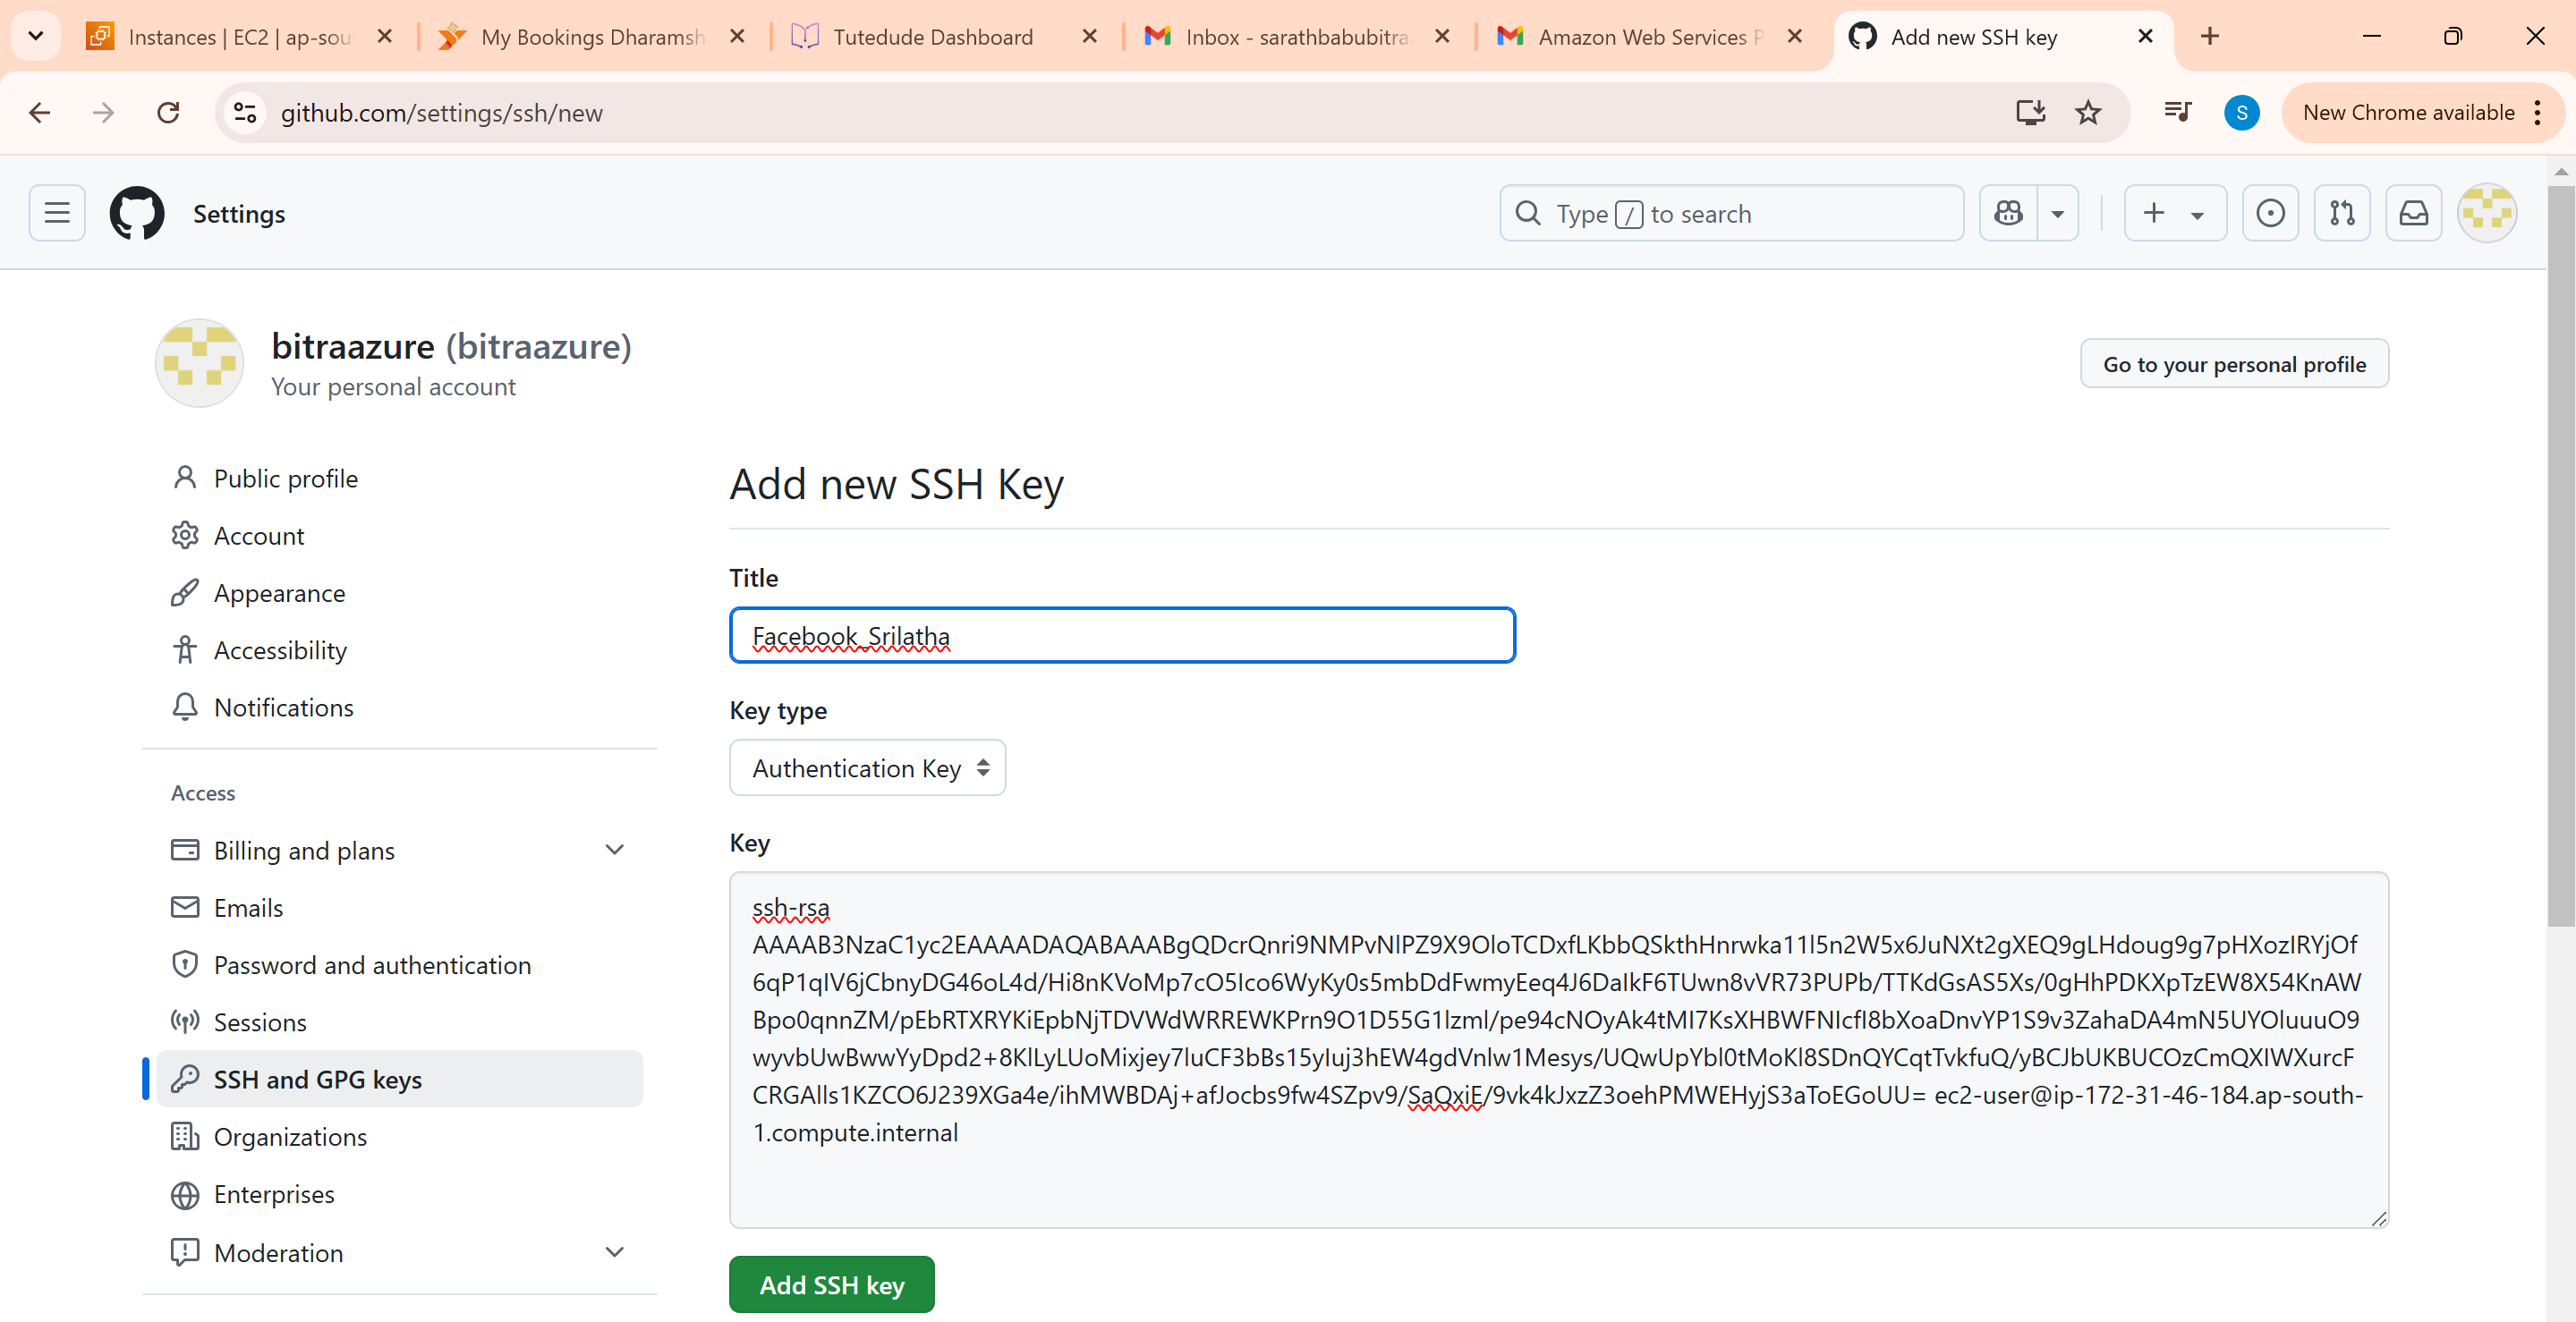 Instances | EC2 | ap-sou
My Bookings Dharamsh
Tutedude Dashboard
Inbox - sarathbabubitra
Amazon Web Services P
Add new SSH key
github.com/settings/ssh/new
S
New Chrome available
Settings
Type / to search
bitraazure (bitraazure)
Your personal account
Go to your personal profile
Public profile
Account
Appearance
Accessibility
Notifications
Access
Billing and plans
Emails
Password and authentication
Sessions
SSH and GPG keys
Organizations
Enterprises
Moderation
Add new SSH Key
Title
Facebook_Srilatha
Key type
Authentication Key
Key
ssh-rsa
AAAAB3NzaC1yc2EAAAADAQABAAABgQDcrQnri9NMPvNlPZ9X9OloTCDxfLKbbQSkthHnrwka11l5n2W5x6JuNXt2gXEQ9gLHdoug9g7pHXozIRYjOf
6qP1qlV6jCbnyDG46oL4d/Hi8nKVoMp7cO5Ico6WyKy0s5mbDdFwmyEeq4J6DaIkF6TUwn8vVR73PUPb/TTKdGsAS5Xs/0gHhPDKXpTzEW8X54KnAW
Bpo0qnnZM/pEbRTXRYKiEpbNjTDVWdWRREWKPrn9O1D55G1lzml/pe94cNOyAk4tMI7KsXHBWFNIcfI8bXoaDnvYP1S9v3ZahaDA4mN5UYOluuuO9
wyvbUwBwwYyDpd2+8KlLyLUoMixjey7luCF3bBs15yIuj3hEW4gdVnlw1Mesys/UQwUpYbl0tMoKl8SDnQYCqtTvkfuQ/yBCJbUKBUCOzCmQXIWXurcF
CRGAlls1KZCO6J239XGa4e/ihMWBDAj+afJocbs9fw4SZpv9/SaQxiE/9vk4kJxzZ3oehPMWEHyjS3aToEGoUU= ec2-user@ip-172-31-46-184.ap-south-
1.compute.internal
Add SSH key